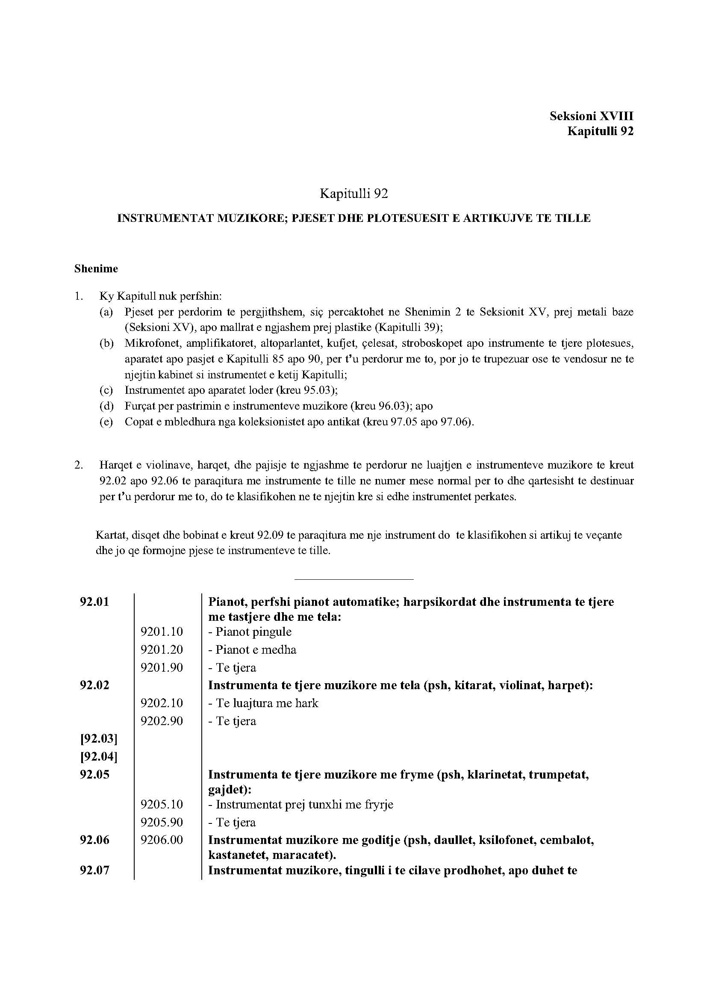 Seksioni XVIII
Kapitulli 92
Kapitulli 92
INSTRUMENTAT MUZIKORE; PJESET DHE PLOTESUESIT E ARTIKUJVE TE TILLE
Shenime
1. Ky Kapitull nuk perfshin:
(a) Pjeset per perdorim te pergjithshem, siç percaktohet ne Shenimin 2 te Seksionit XV, prej metali baze
(Seksioni XV), apo mallrat e ngjashem prej plastike (Kapitulli 39);
(b) Mikrofonet, amplifikatoret, altoparlantet, kufjet, çelesat, stroboskopet apo instrumente te tjere plotesues,
aparatet apo pasjet e Kapitulli 85 apo 90, per t’u perdorur me to, por jo te trupezuar ose te vendosur ne te
njejtin kabinet si instrumentet e ketij Kapitulli;
(c) Instrumentet apo aparatet loder (kreu 95.03);
(d) Furçat per pastrimin e instrumenteve muzikore (kreu 96.03); apo
(e) Copat e mbledhura nga koleksionistet apo antikat (kreu 97.05 apo 97.06).
2. Harqet e violinave, harqet, dhe pajisje te ngjashme te perdorur ne luajtjen e instrumenteve muzikore te kreut
92.02 apo 92.06 te paraqitura me instrumente te tille ne numer mese normal per to dhe qartesisht te destinuar
per t’u perdorur me to, do te klasifikohen ne te njejtin kre si edhe instrumentet perkates.
Kartat, disqet dhe bobinat e kreut 92.09 te paraqitura me nje instrument do te klasifikohen si artikuj te veçante
dhe jo qe formojne pjese te instrumenteve te tille.
92.01 Pianot, perfshi pianot automatike; harpsikordat dhe instrumenta te tjere
me tastjere dhe me tela:
9201.10 - Pianot pingule
9201.20 - Pianot e medha
9201.90 - Te tjera
92.02 Instrumenta te tjere muzikore me tela (psh, kitarat, violinat, harpet):
9202.10 - Te luajtura me hark
9202.90 - Te tjera
[92.03]
[92.04]
92.05 Instrumenta te tjere muzikore me fryme (psh, klarinetat, trumpetat,
gajdet):
9205.10 - Instrumentat prej tunxhi me fryrje
9205.90 - Te tjera
92.06 9206.00 Instrumentat muzikore me goditje (psh, daullet, ksilofonet, cembalot,
kastanetet, maracatet).
92.07 Instrumentat muzikore, tingulli i te cilave prodhohet, apo duhet te